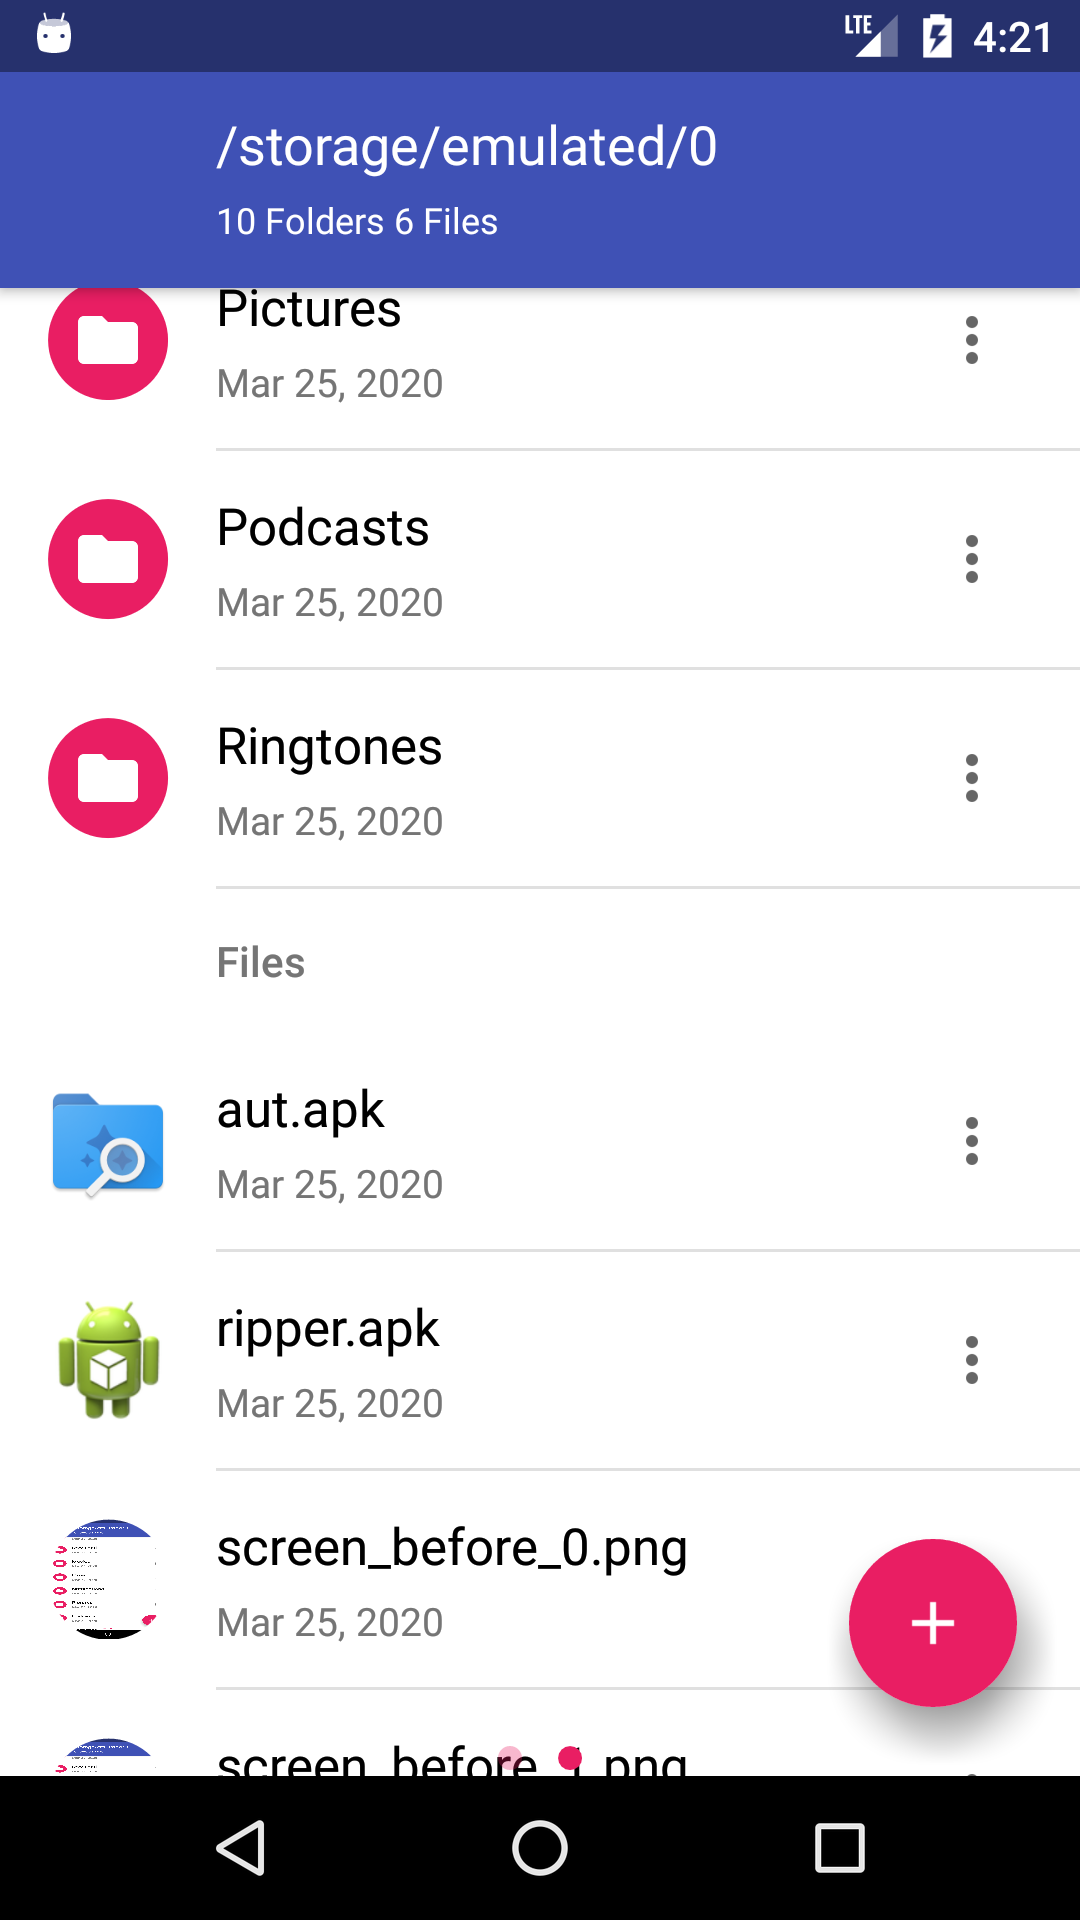 LTE 4:21
/storage/emulated/0
10 Folders 6 Files
Pictures
Mar 25, 2020
Podcasts
Mar 25, 2020
Ringtones
Mar 25, 2020
Files
aut.apk
Mar 25, 2020
ripper.apk
Mar 25, 2020
screen_before_0.png
Mar 25, 2020
screen_before_1.png